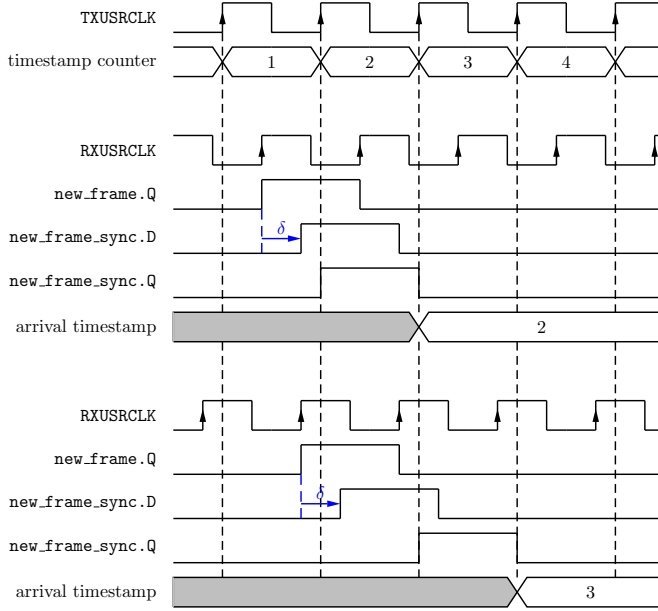 TXUSRCLK
timestamp counter 1 2 3 4
RXUSRCLK
new_frame.Q
new_frame_sync.D δ
new_frame_sync.Q
arrival timestamp 2
RXUSRCLK
new_frame.Q
new_frame_sync.D δ
new_frame_sync.Q
arrival timestamp 3